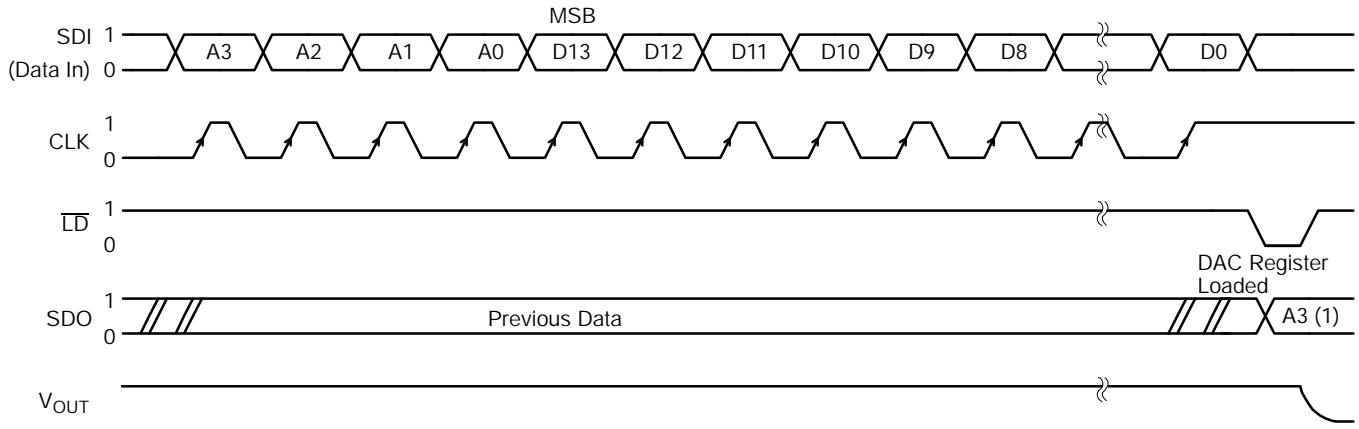 MSB
SDI 1 A3 A2 A1 A0 D13 D12 D11 D10 D9 D8 D0
(Data In) 0
CLK 1
0
L̅D̅ 1
0
DAC Register
Loaded
SDO 1
0 Previous Data A3 (1)
VOUT